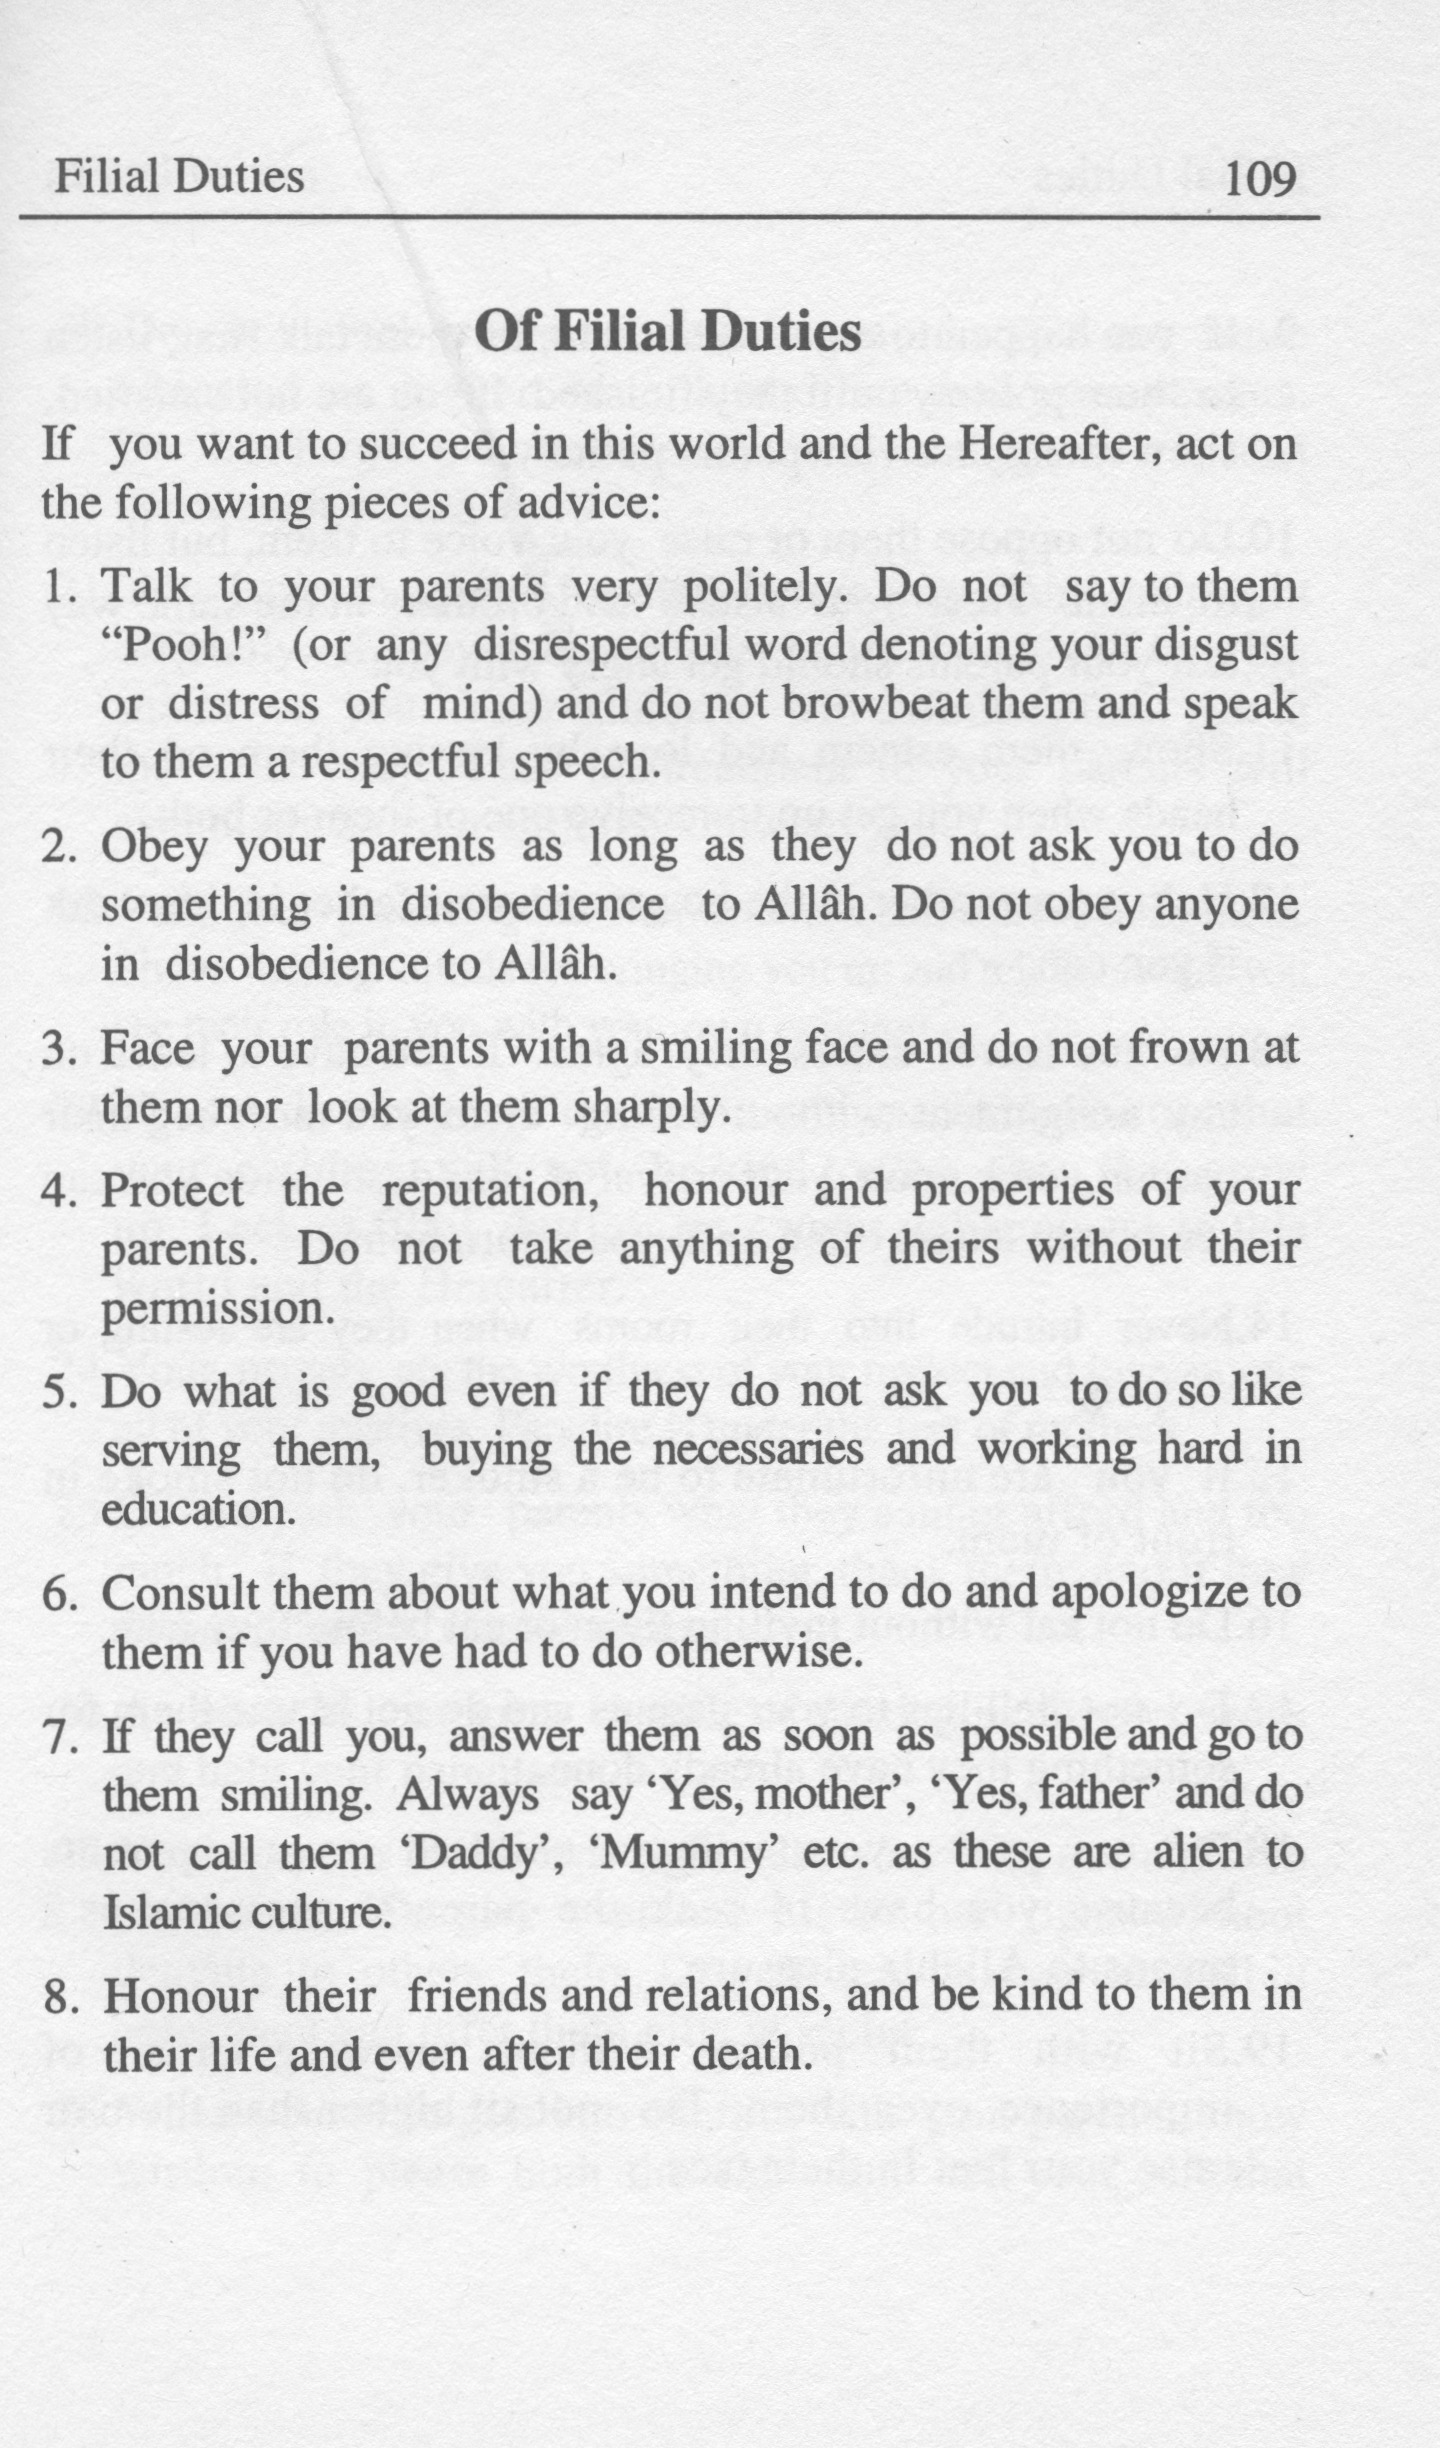 Filial Duties 109
Of Filial Duties
If you want to succeed in this world and the Hereafter, act on
the following pieces of advice:
1. Talk to your parents very politely. Do not say to them
“Pooh!” (or any disrespectful word denoting your disgust
or distress of mind) and do not browbeat them and speak
to them a respectful speech.
2. Obey your parents as long as they do not ask you to do
something in disobedience to Allâh. Do not obey anyone
in disobedience to Allâh.
3. Face your parents with a smiling face and do not frown at
them nor look at them sharply.
4. Protect the reputation, honour and properties of your
parents. Do not take anything of theirs without their
permission.
5. Do what is good even if they do not ask you to do so like
serving them, buying the necessaries and working hard in
education.
6. Consult them about what you intend to do and apologize to
them if you have had to do otherwise.
7. If they call you, answer them as soon as possible and go to
them smiling. Always say ‘Yes, mother’, ‘Yes, father’ and do
not call them ‘Daddy’, ‘Mummy’ etc. as these are alien to
Islamic culture.
8. Honour their friends and relations, and be kind to them in
their life and even after their death.